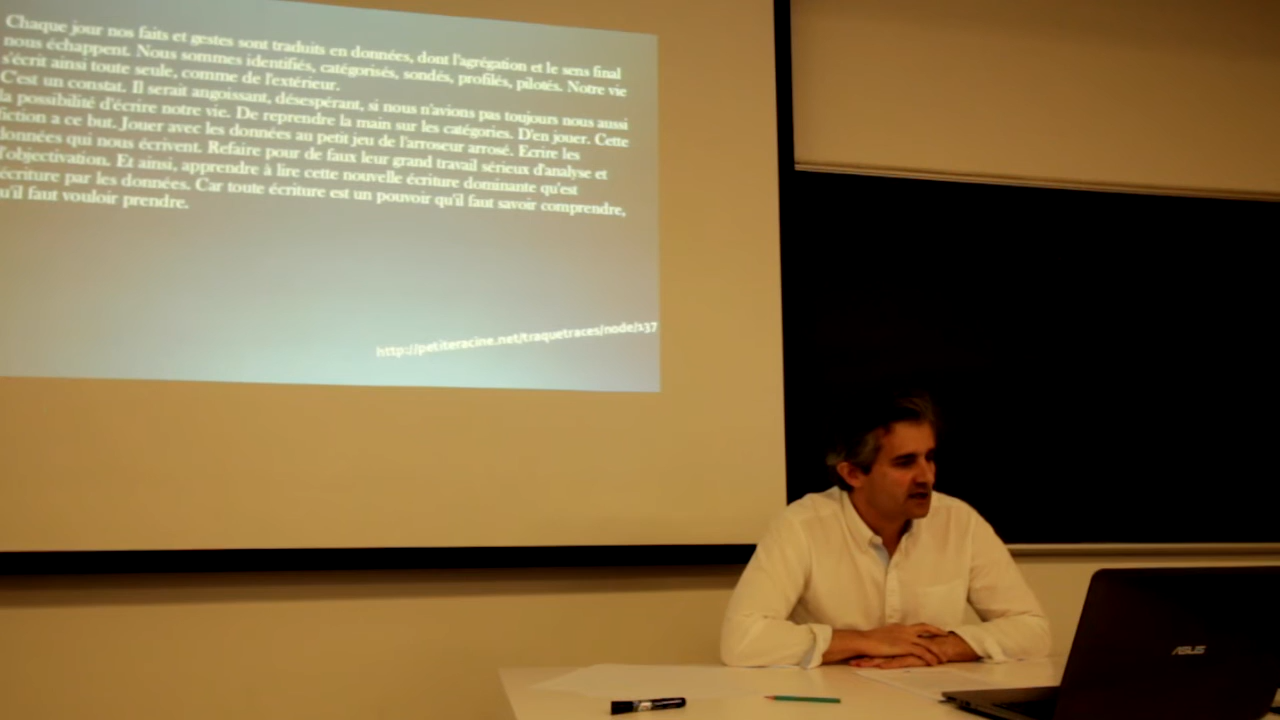 Chaque jour nos faits et gestes sont traduits en données, dont l'agrégation et le sens final
nous échappent. Nous sommes identifiés, catégorisés, sondés, profilés, pilotés. Notre vie
s'écrit ainsi toute seule, comme de l'extérieur.
C'est un constat. Il serait angoissant, désespérant, si nous n'avions pas toujours nous aussi
la possibilité d'écrire notre vie. De reprendre la main sur les catégories. D'en jouer. Cette
fiction a ce but. Jouer avec les données au petit jeu de l'arroseur arrosé. Ecrire les
données qui nous écrivent. Refaire pour de faux leur grand travail sérieux d'analyse et
l'objectivation. Et ainsi, apprendre à lire cette nouvelle écriture dominante qu'est
écriture par les données. Car toute écriture est un pouvoir qu'il faut savoir comprendre,
u'il faut vouloir prendre.
http://petiteracine.net/traquetraces/node/137
ASUS